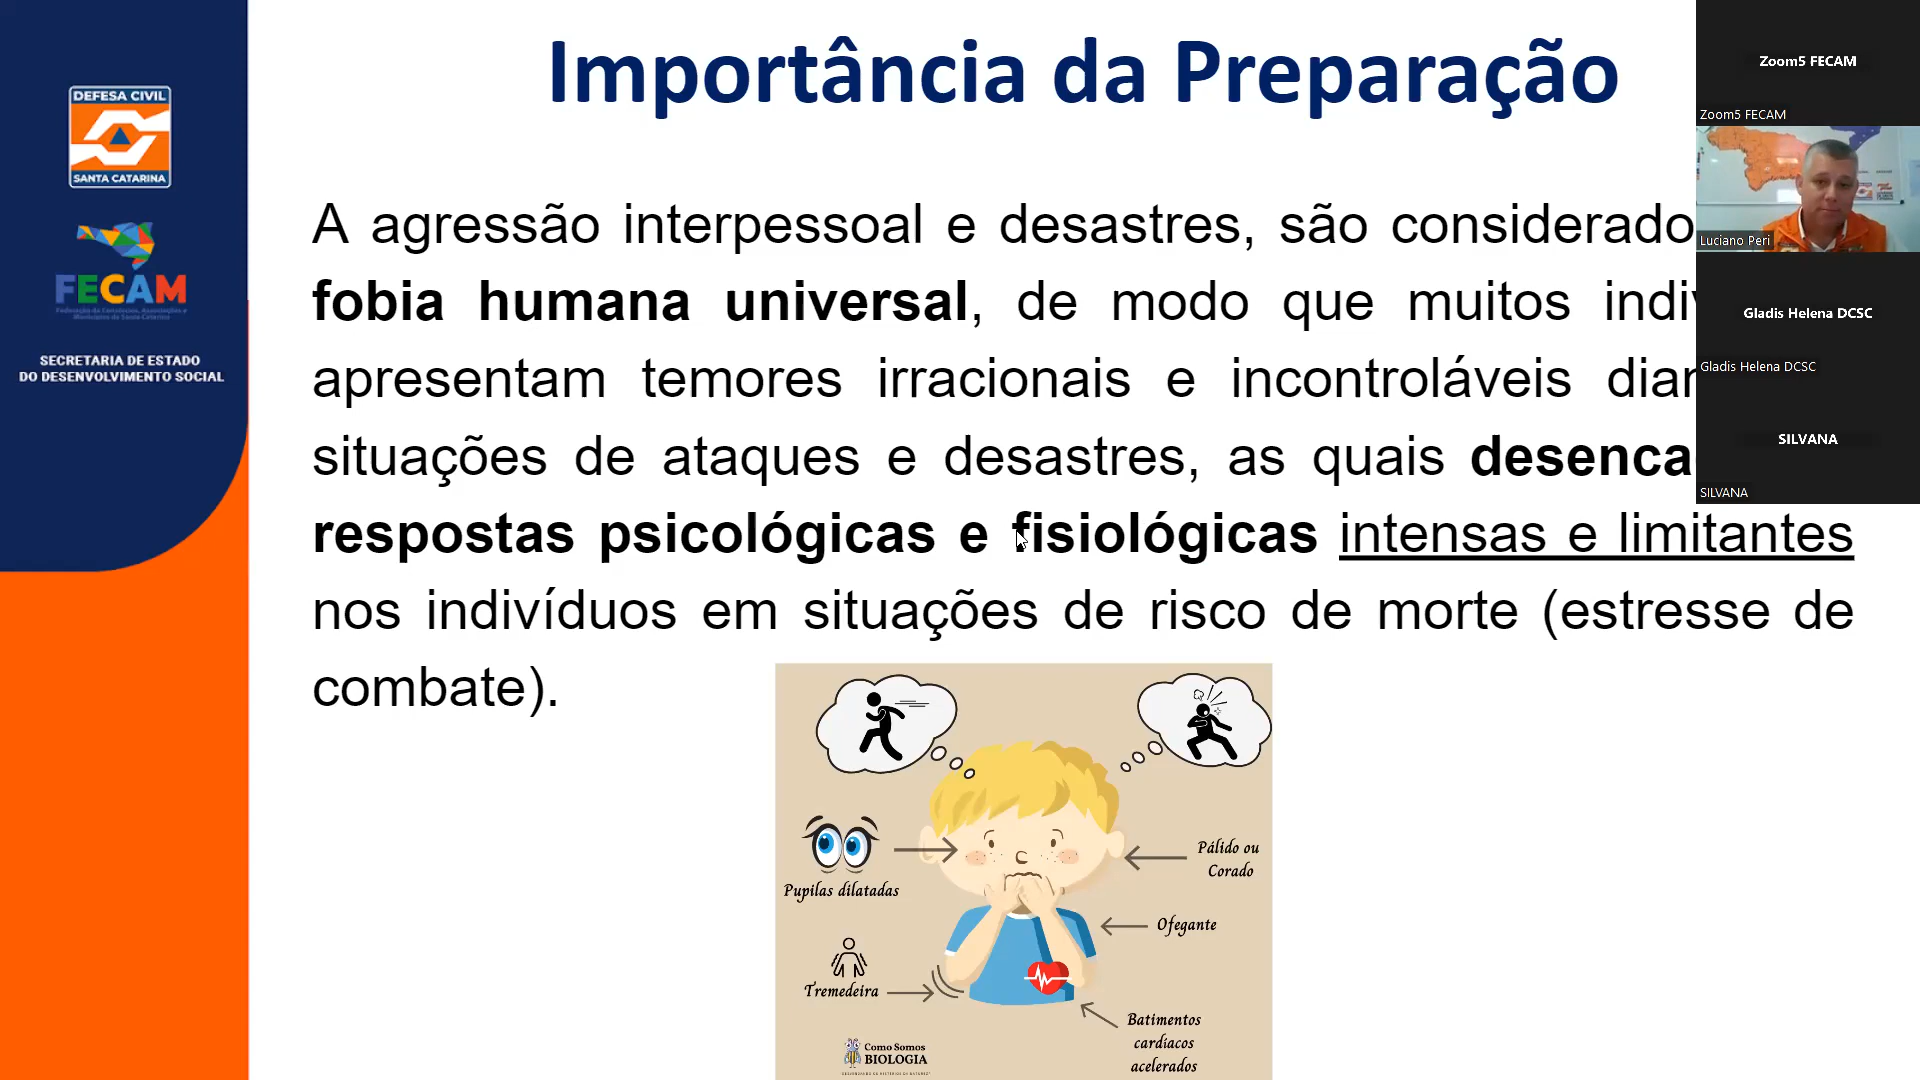 Importância da Preparação
DEFESA CIVIL
SANTA CATARINA
FECAM
SECRETARIA DE ESTADO
DO DESENVOLVIMENTO SOCIAL
A agressão interpessoal e desastres, são considerado
fobia humana universal, de modo que muitos indi
apresentam temores irracionais e incontroláveis dia
situações de ataques e desastres, as quais desenca
respostas psicológicas e fisiológicas intensas e limitantes
nos indivíduos em situações de risco de morte (estresse de
combate).
Pupilas dilatadas
Pálido ou
Corado
Ofegante
Tremedeira
Batimentos
cardíacos
acelerados
Como Somos
BIOLOGIA
Zoom5 FECAM
Zoom5 FECAM
Luciano Peri
Gladis Helena DCSC
Gladis Helena DCSC
SILVANA
SILVANA